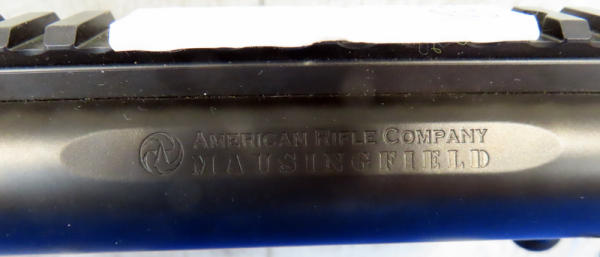 AMERICAN RIFLE COMPANY
MAUSINGFIELD